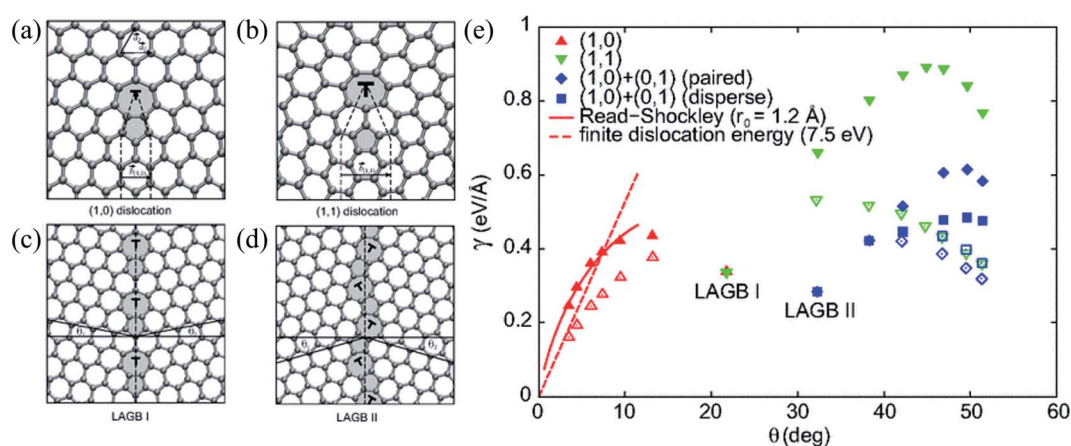 (a)
(b)
(1,0) dislocation
(1,1) dislocation
(c)
(d)
θ₁
θ₂
LAGB I
LAGB II
(e)
γ (eV/Å)
1
0.8
0.6
0.4
0.2
0
(1,0)
(1,1)
(1,0)+(0,1) (paired)
(1,0)+(0,1) (disperse)
Read−Shockley (r₀ = 1.2 Å)
finite dislocation energy (7.5 eV)
LAGB I
LAGB II
0 10 20 30 40 50 60
θ (deg)